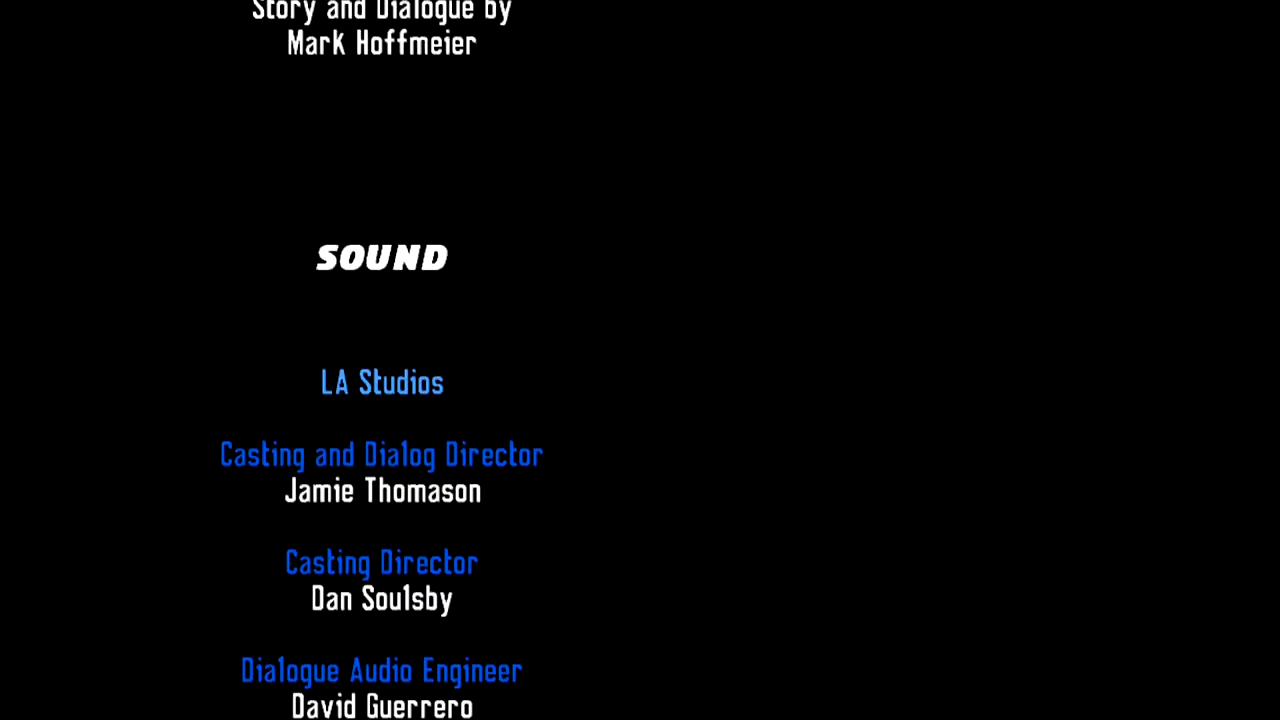 Story and Dialogue by
Mark Hoffmeier
SOUND
LA Studios
Casting and Dialog Director
Jamie Thomason
Casting Director
Dan Soulsby
Dialogue Audio Engineer
David Guerrero